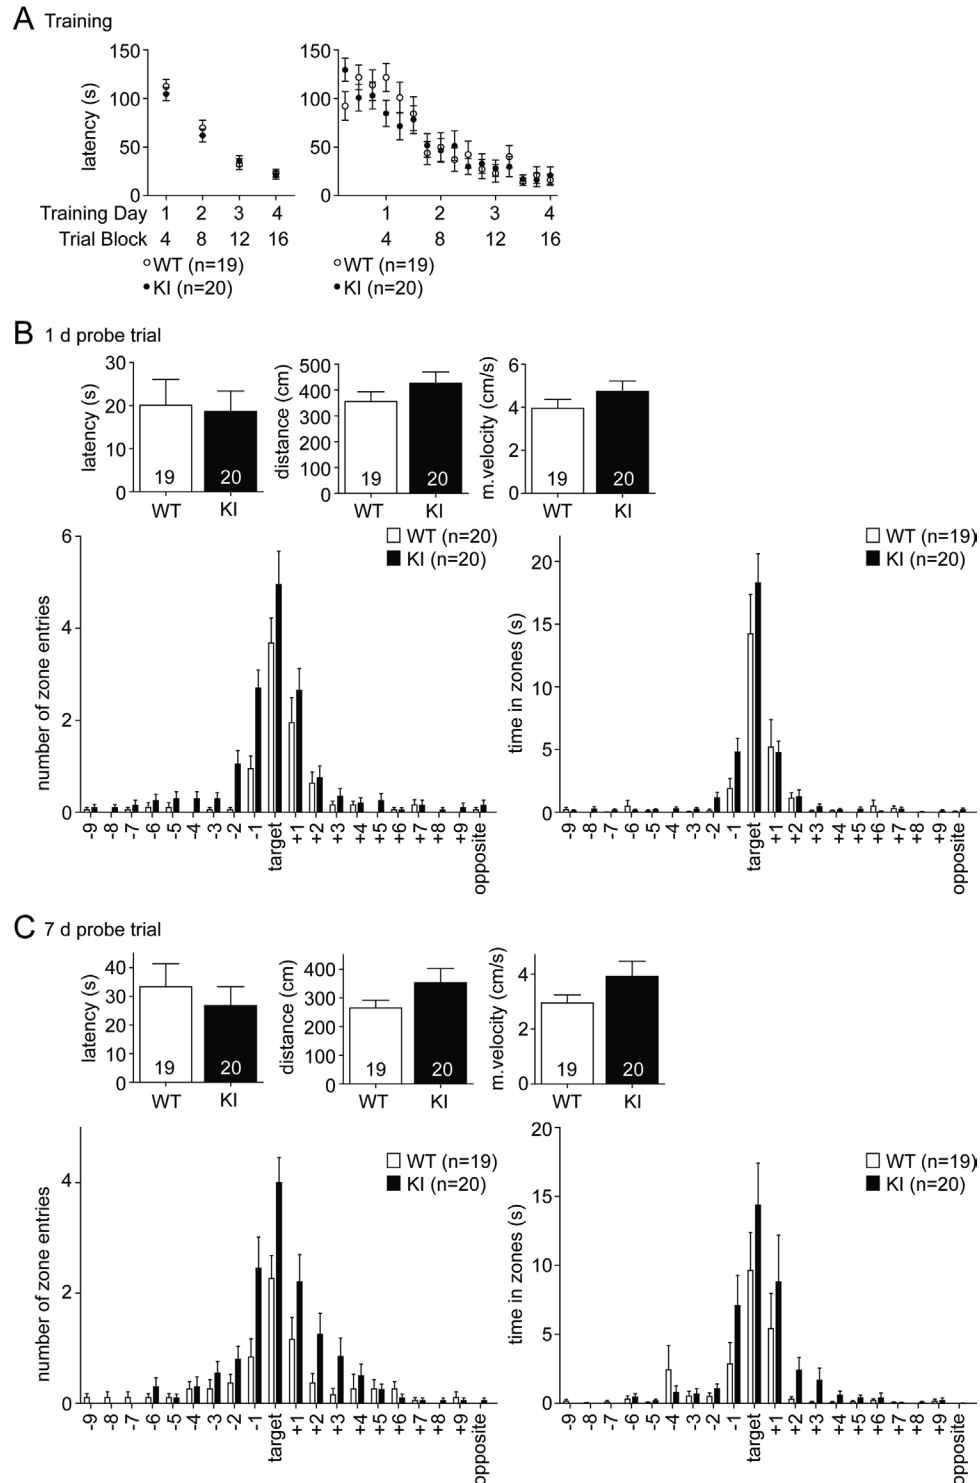 A Training
latency (s)
150
100
50
0
150
100
50
0
Training Day 1 2 3 4 1 2 3 4
Trial Block 4 8 12 16 4 8 12 16
WT (n=19)
KI (n=20)
WT (n=19)
KI (n=20)
B 1 d probe trial
latency (s)
30
20
10
0
19 20
WT KI
distance (cm)
500
400
300
200
100
0
19 20
WT KI
m.velocity (cm/s)
6
4
2
0
19 20
WT KI
number of zone entries
6
4
2
0
WT (n=20)
KI (n=20)
-9 -8 -7 -6 -5 -4 -3 -2 -1 target +1 +2 +3 +4 +5 +6 +7 +8 +9 opposite
time in zones (s)
20
15
10
5
0
WT (n=19)
KI (n=20)
-9 -8 -7 -6 -5 -4 -3 -2 -1 target +1 +2 +3 +4 +5 +6 +7 +8 +9 opposite
C 7 d probe trial
latency (s)
40
30
20
10
0
19 20
WT KI
distance (cm)
400
300
200
100
0
19 20
WT KI
m.velocity (cm/s)
4
2
0
19 20
WT KI
number of zone entries
4
2
0
WT (n=19)
KI (n=20)
-9 -8 -7 -6 -5 -4 -3 -2 -1 target +1 +2 +3 +4 +5 +6 +7 +8 +9 opposite
time in zones (s)
20
15
10
5
0
WT (n=19)
KI (n=20)
-9 -8 -7 -6 -5 -4 -3 -2 -1 target +1 +2 +3 +4 +5 +6 +7 +8 +9 opposite